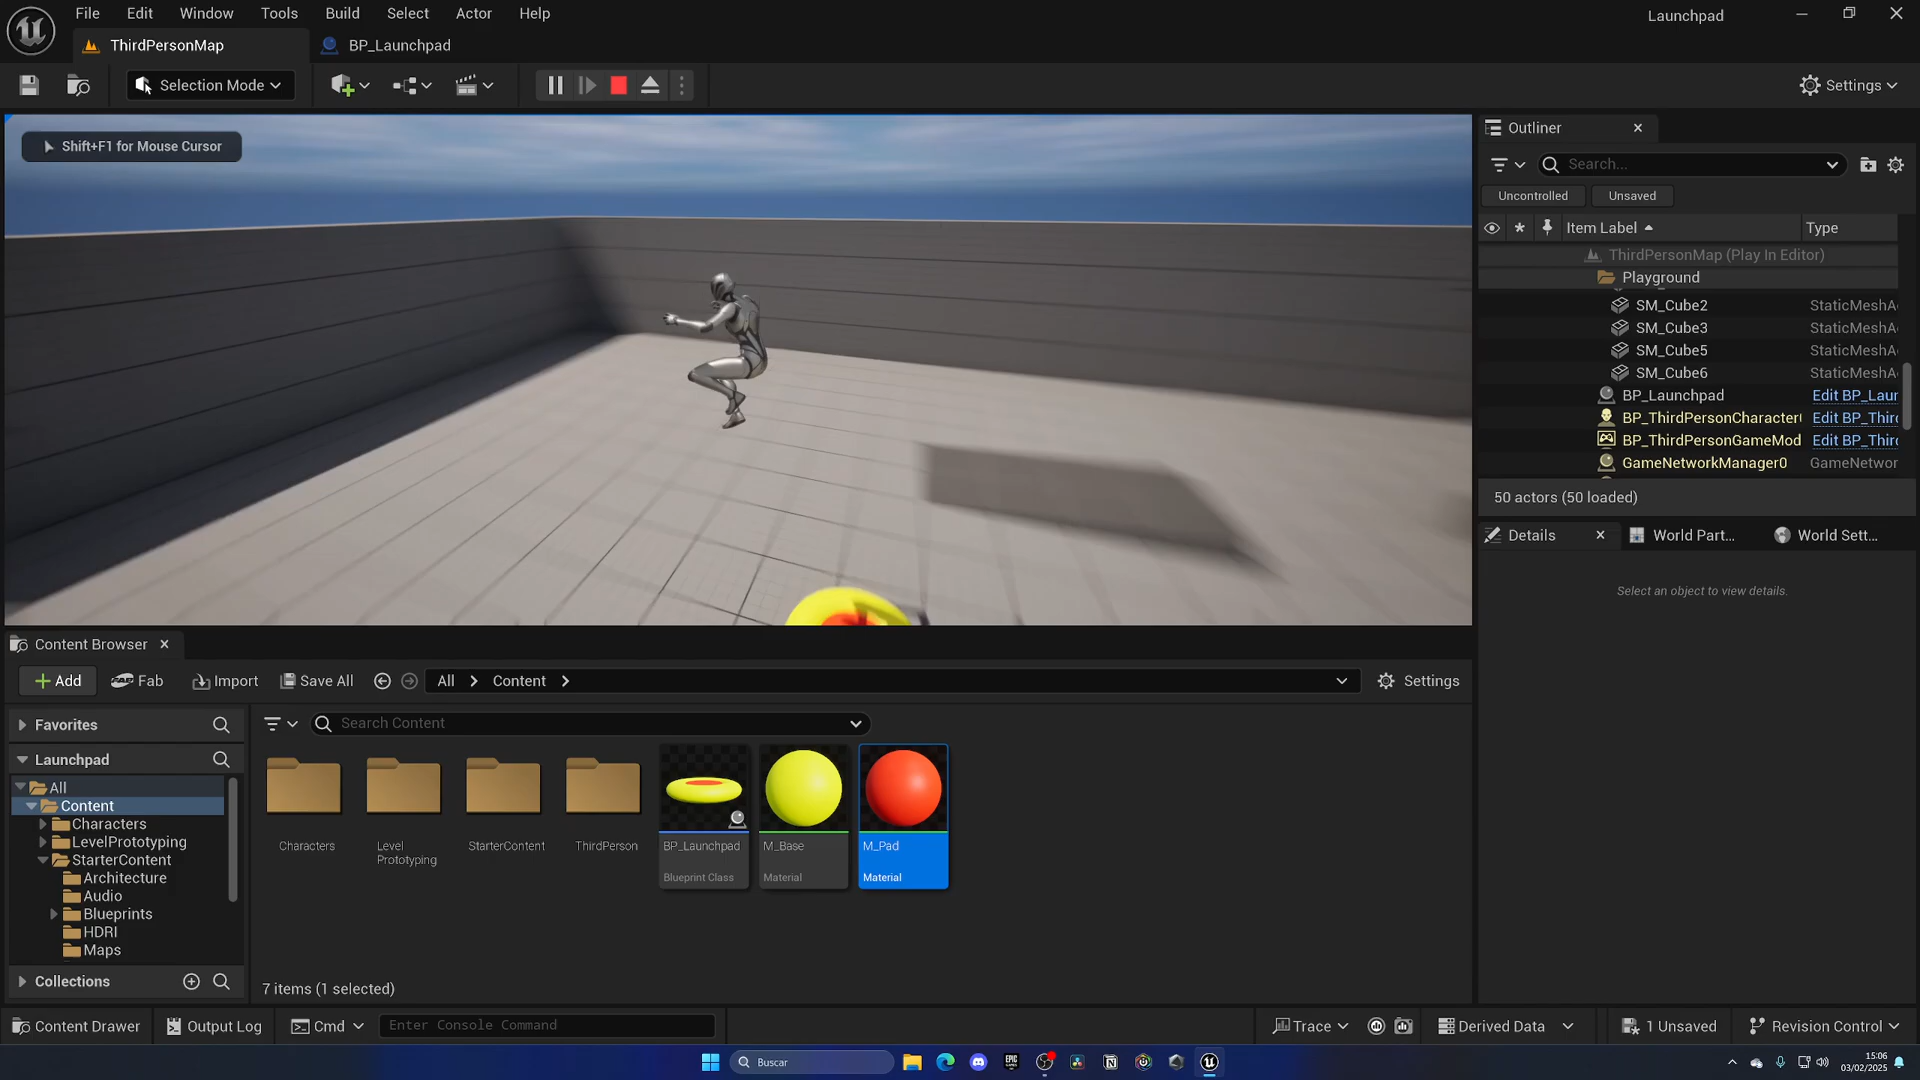 File Edit Window Tools Build Select Actor Help
Launchpad
ThirdPersonMap
BP_Launchpad
Selection Mode
Settings
Shift+F1 for Mouse Cursor
Outliner
Search...
Uncontrolled
Unsaved
Item Label
Type
ThirdPersonMap (Play In Editor)
Playground
SM_Cube2 StaticMeshA
SM_Cube3 StaticMeshA
SM_Cube5 StaticMeshA
SM_Cube6 StaticMeshA
BP_Launchpad Edit BP_Laun
BP_ThirdPersonCharacter Edit BP_Thir
BP_ThirdPersonGameMod Edit BP_Thir
GameNetworkManager0 GameNetwor
50 actors (50 loaded)
Details
World Part...
World Sett...
Select an object to view details.
Content Browser
Add
Fab
Import
Save All
All
Content
Settings
Favorites
Search Content
Launchpad
All
Content
Characters
LevelPrototyping
StarterContent
Architecture
Audio
Blueprints
HDRI
Maps
Collections
Characters
Level
Prototyping
StarterContent
ThirdPerson
BP_Launchpad
Blueprint Class
M_Base
Material
M_Pad
Material
7 items (1 selected)
Content Drawer
Output Log
Cmd
Enter Console Command
Trace
Derived Data
1 Unsaved
Revision Control
Buscar
15:06
03/02/2025